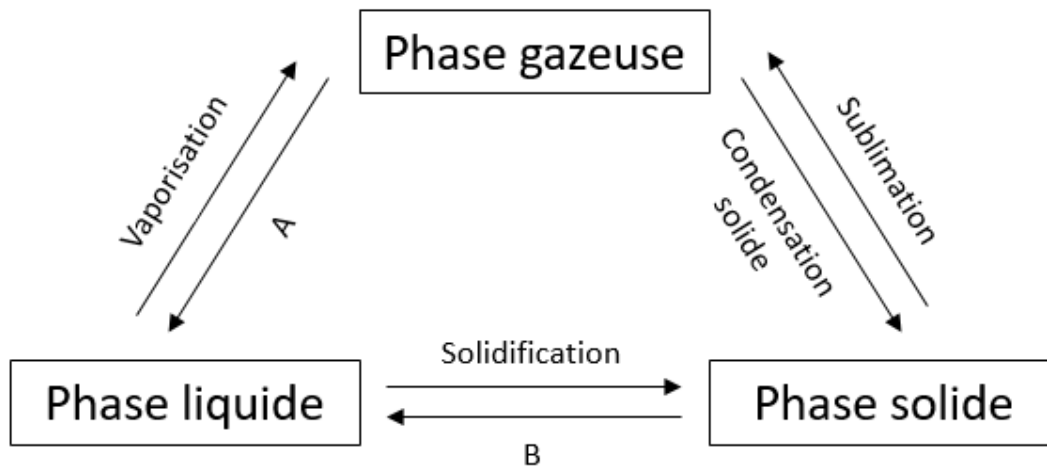 Phase gazeuse
Vaporisation
A
Condensation
solide
Sublimation
Solidification
Phase liquide
Phase solide
B